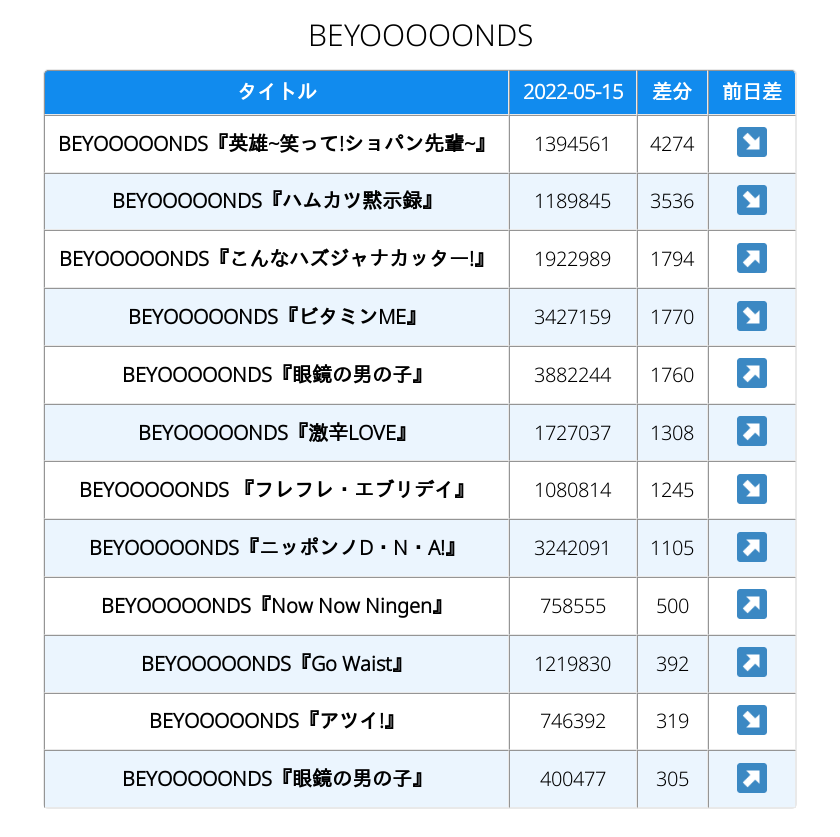 BEYOOOOONDS
タイトル 2022-05-15 差分 前日差
BEYOOOOONDS『英雄~笑って!ショパン先輩~』 1394561 4274 ↘
BEYOOOOONDS『ハムカツ黙示録』 1189845 3536 ↘
BEYOOOOONDS『こんなハズジャナカッター!』 1922989 1794 ↗
BEYOOOOONDS『ビタミンME』 3427159 1770 ↘
BEYOOOOONDS『眼鏡の男の子』 3882244 1760 ↗
BEYOOOOONDS『激辛LOVE』 1727037 1308 ↗
BEYOOOOONDS 『フレフレ・エブリデイ』 1080814 1245 ↘
BEYOOOOONDS『ニッポンノD・N・A!』 3242091 1105 ↗
BEYOOOOONDS『Now Now Ningen』 758555 500 ↗
BEYOOOOONDS『Go Waist』 1219830 392 ↗
BEYOOOOONDS『アツイ!』 746392 319 ↘
BEYOOOOONDS『眼鏡の男の子』 400477 305 ↗